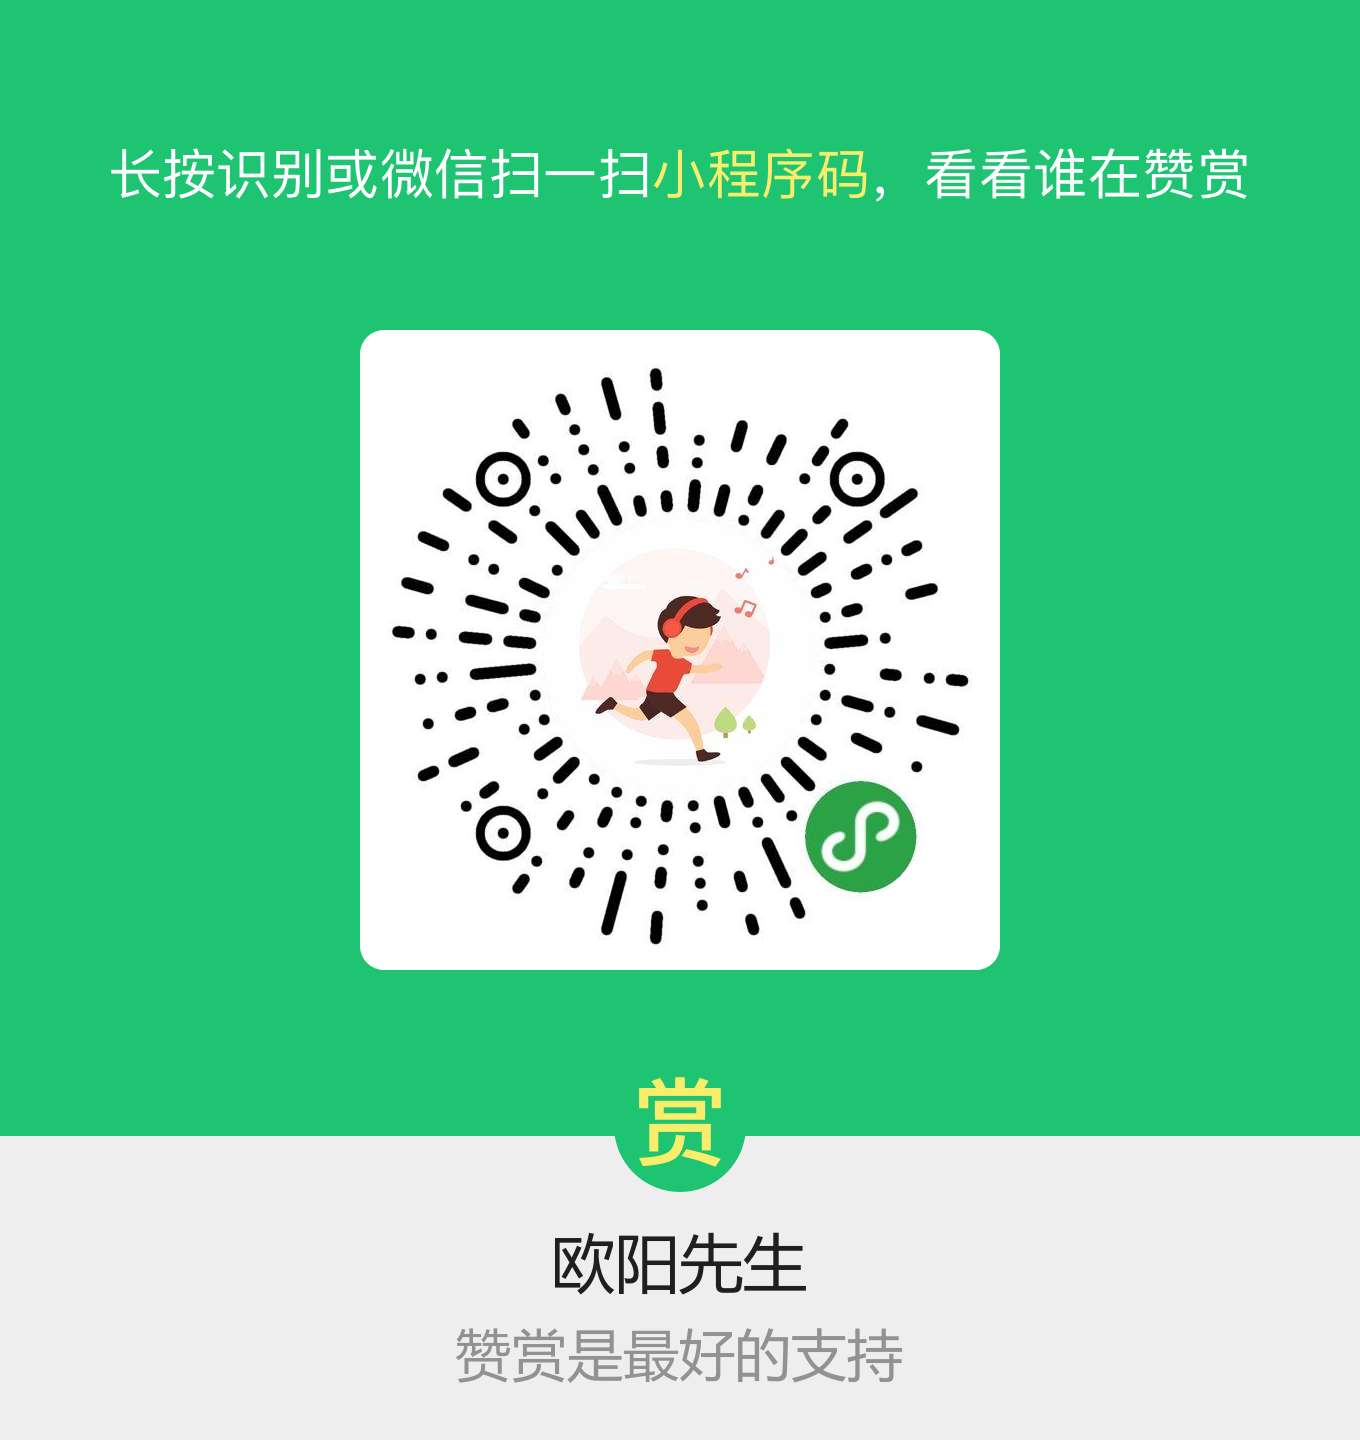 长按识别或微信扫一扫小程序码，看看谁在赞赏
赏
欧阳先生
赞赏是最好的支持